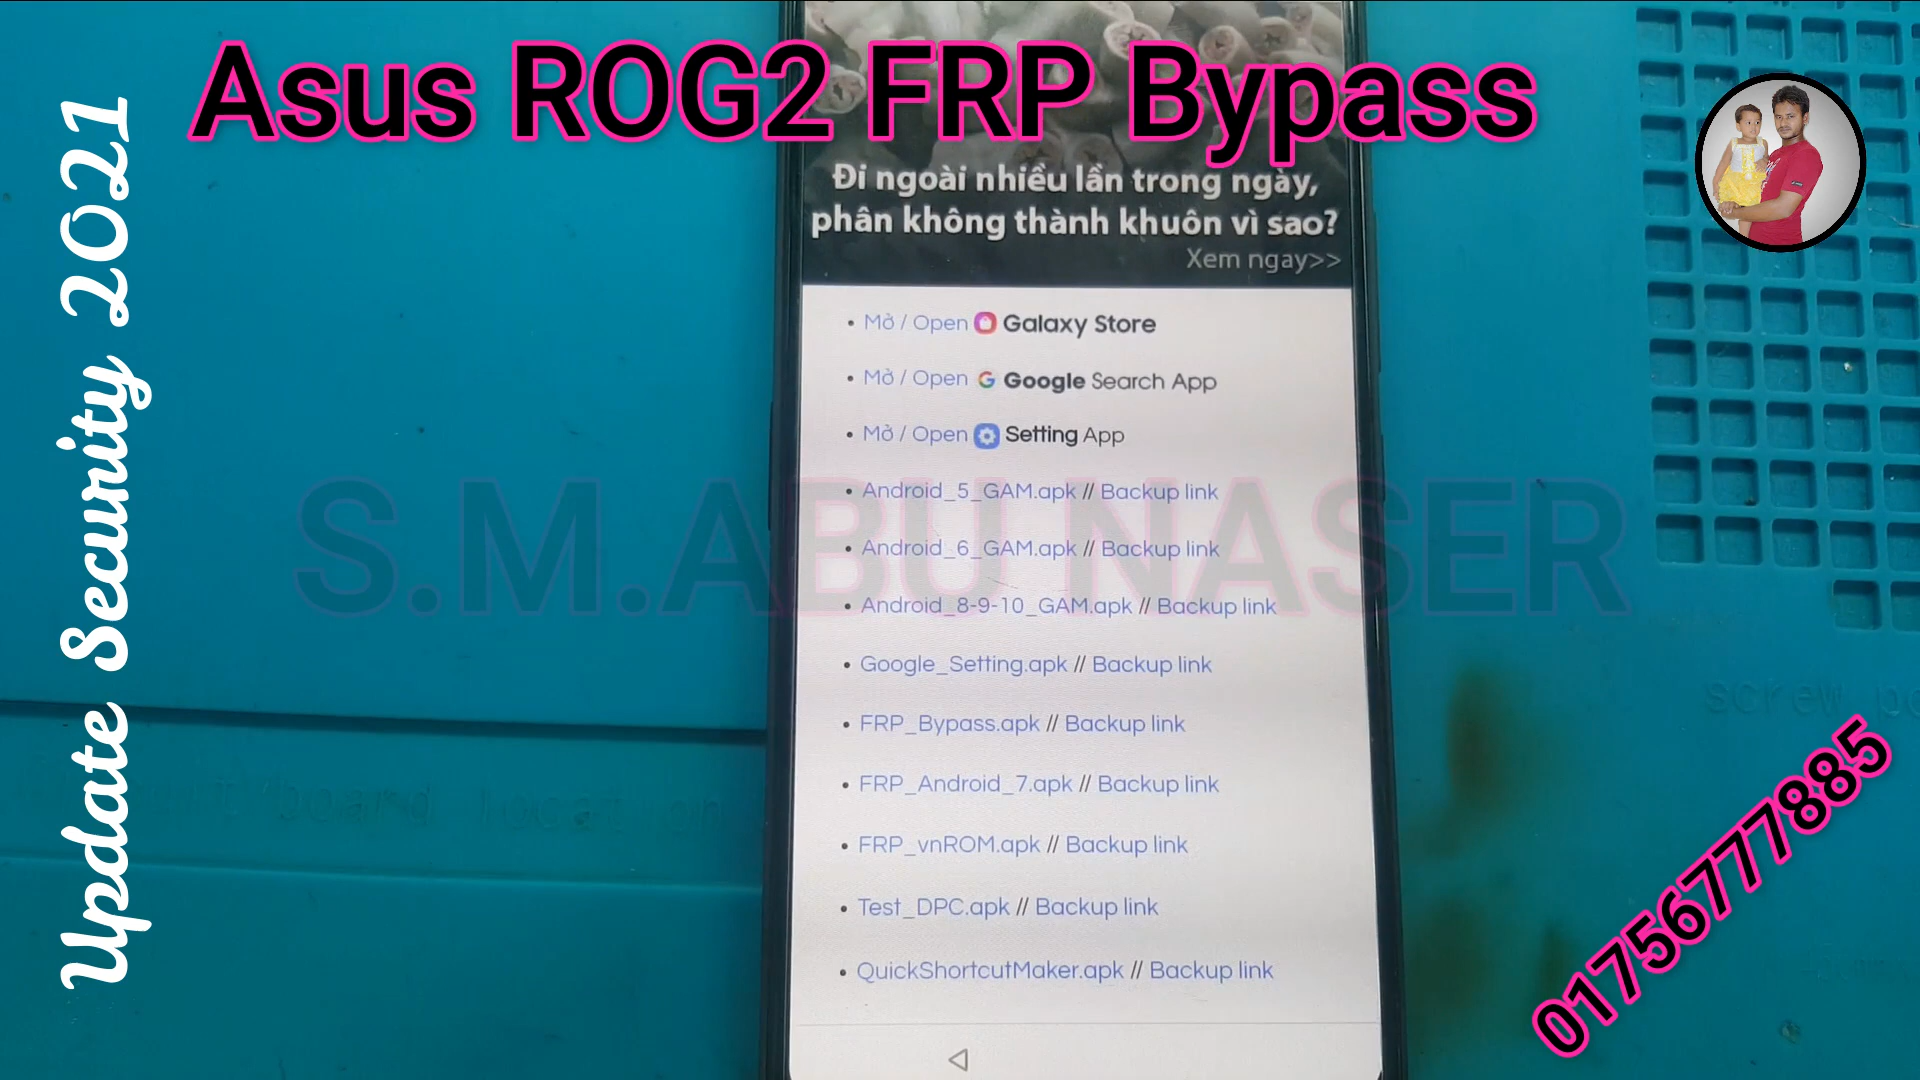 Asus ROG2 FRP Bypass
Update Security 2021
Đi ngoài nhiều lần trong ngày,
phân không thành khuôn vì sao?
Xem ngay>>
• Mở / Open Galaxy Store
• Mở / Open Google Search App
• Mở / Open Setting App
• Android_5_GAM.apk // Backup link
• Android_6_GAM.apk // Backup link
• Android_8-9-10_GAM.apk // Backup link
• Google_Setting.apk // Backup link
• FRP_Bypass.apk // Backup link
• FRP_Android_7.apk // Backup link
• FRP_vnROM.apk // Backup link
• Test_DPC.apk // Backup link
• QuickShortcutMaker.apk // Backup link
S.M.ABU NASER
01756777885
screw